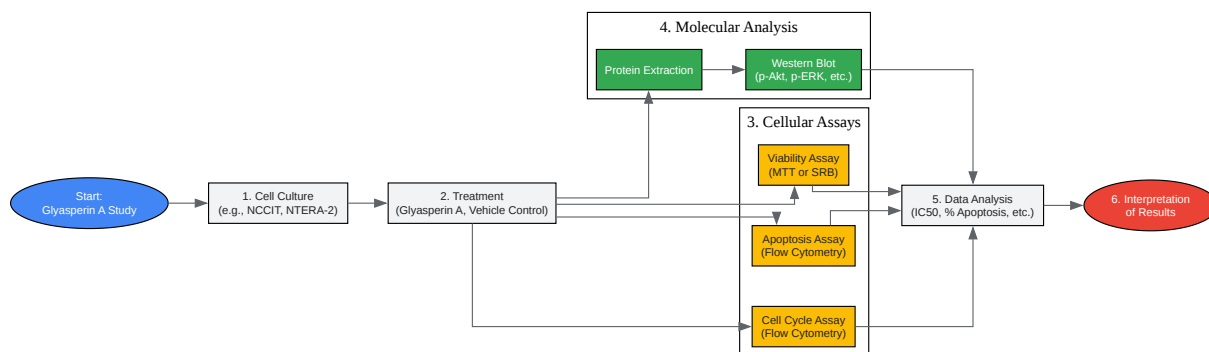 Start:
Glyasperin A Study
1. Cell Culture
(e.g., NCCIT, NTERA-2)
2. Treatment
(Glyasperin A, Vehicle Control)
4. Molecular Analysis
Protein Extraction
Western Blot
(p-Akt, p-ERK, etc.)
3. Cellular Assays
Viability Assay
(MTT or SRB)
Apoptosis Assay
(Flow Cytometry)
Cell Cycle Assay
(Flow Cytometry)
5. Data Analysis
(IC50, % Apoptosis, etc.)
6. Interpretation
of Results